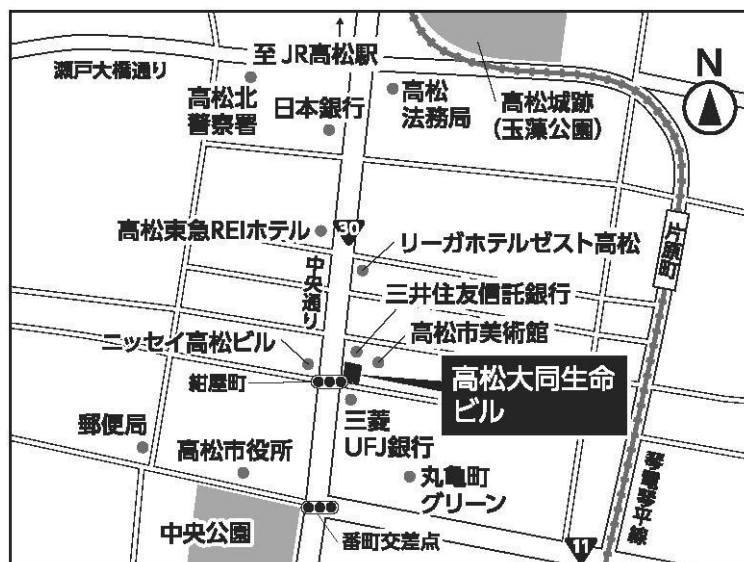 至 JR高松駅
瀬戸大橋通り
高松北
警察署
日本銀行
高松
法務局
高松城跡
(玉藻公園)
N
高松東急REIホテル
30
リーガホテルゼスト高松
片原町
中央通り
三井住友信託銀行
高松市美術館
ニッセイ高松ビル
紺屋町
高松大同生命
ビル
三菱
UFJ銀行
郵便局
高松市役所
丸亀町
グリーン
琴電琴平線
中央公園
番町交差点
11